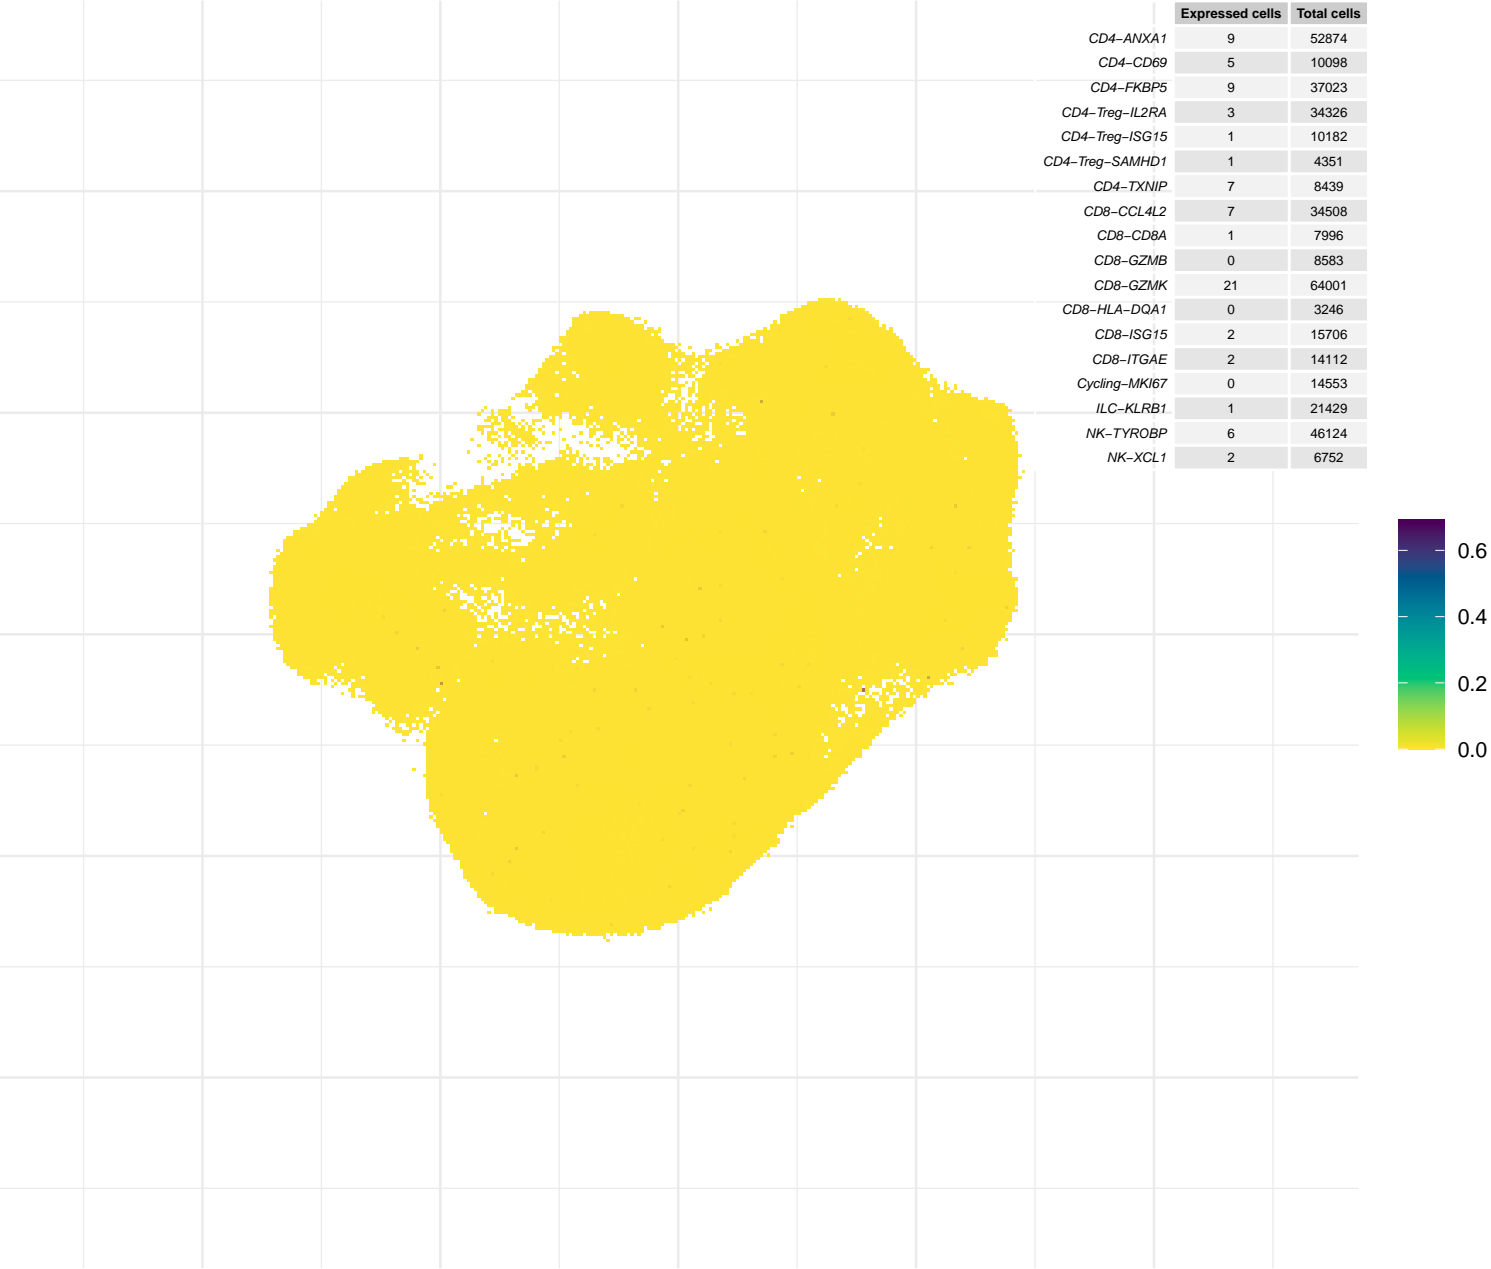 Expressed cells Total cells
CD4−ANXA1 9 52874
CD4−CD69 5 10098
CD4−FKBP5 9 37023
CD4−Treg−IL2RA 3 34326
CD4−Treg−ISG15 1 10182
CD4−Treg−SAMHD1 1 4351
CD4−TXNIP 7 8439
CD8−CCL4L2 7 34508
CD8−CD8A 1 7996
CD8−GZMB 0 8583
CD8−GZMK 21 64001
CD8−HLA−DQA1 0 3246
CD8−ISG15 2 15706
CD8−ITGAE 2 14112
Cycling−MKI67 0 14553
ILC−KLRB1 1 21429
NK−TYROBP 6 46124
NK−XCL1 2 6752
0.6
0.4
0.2
0.0